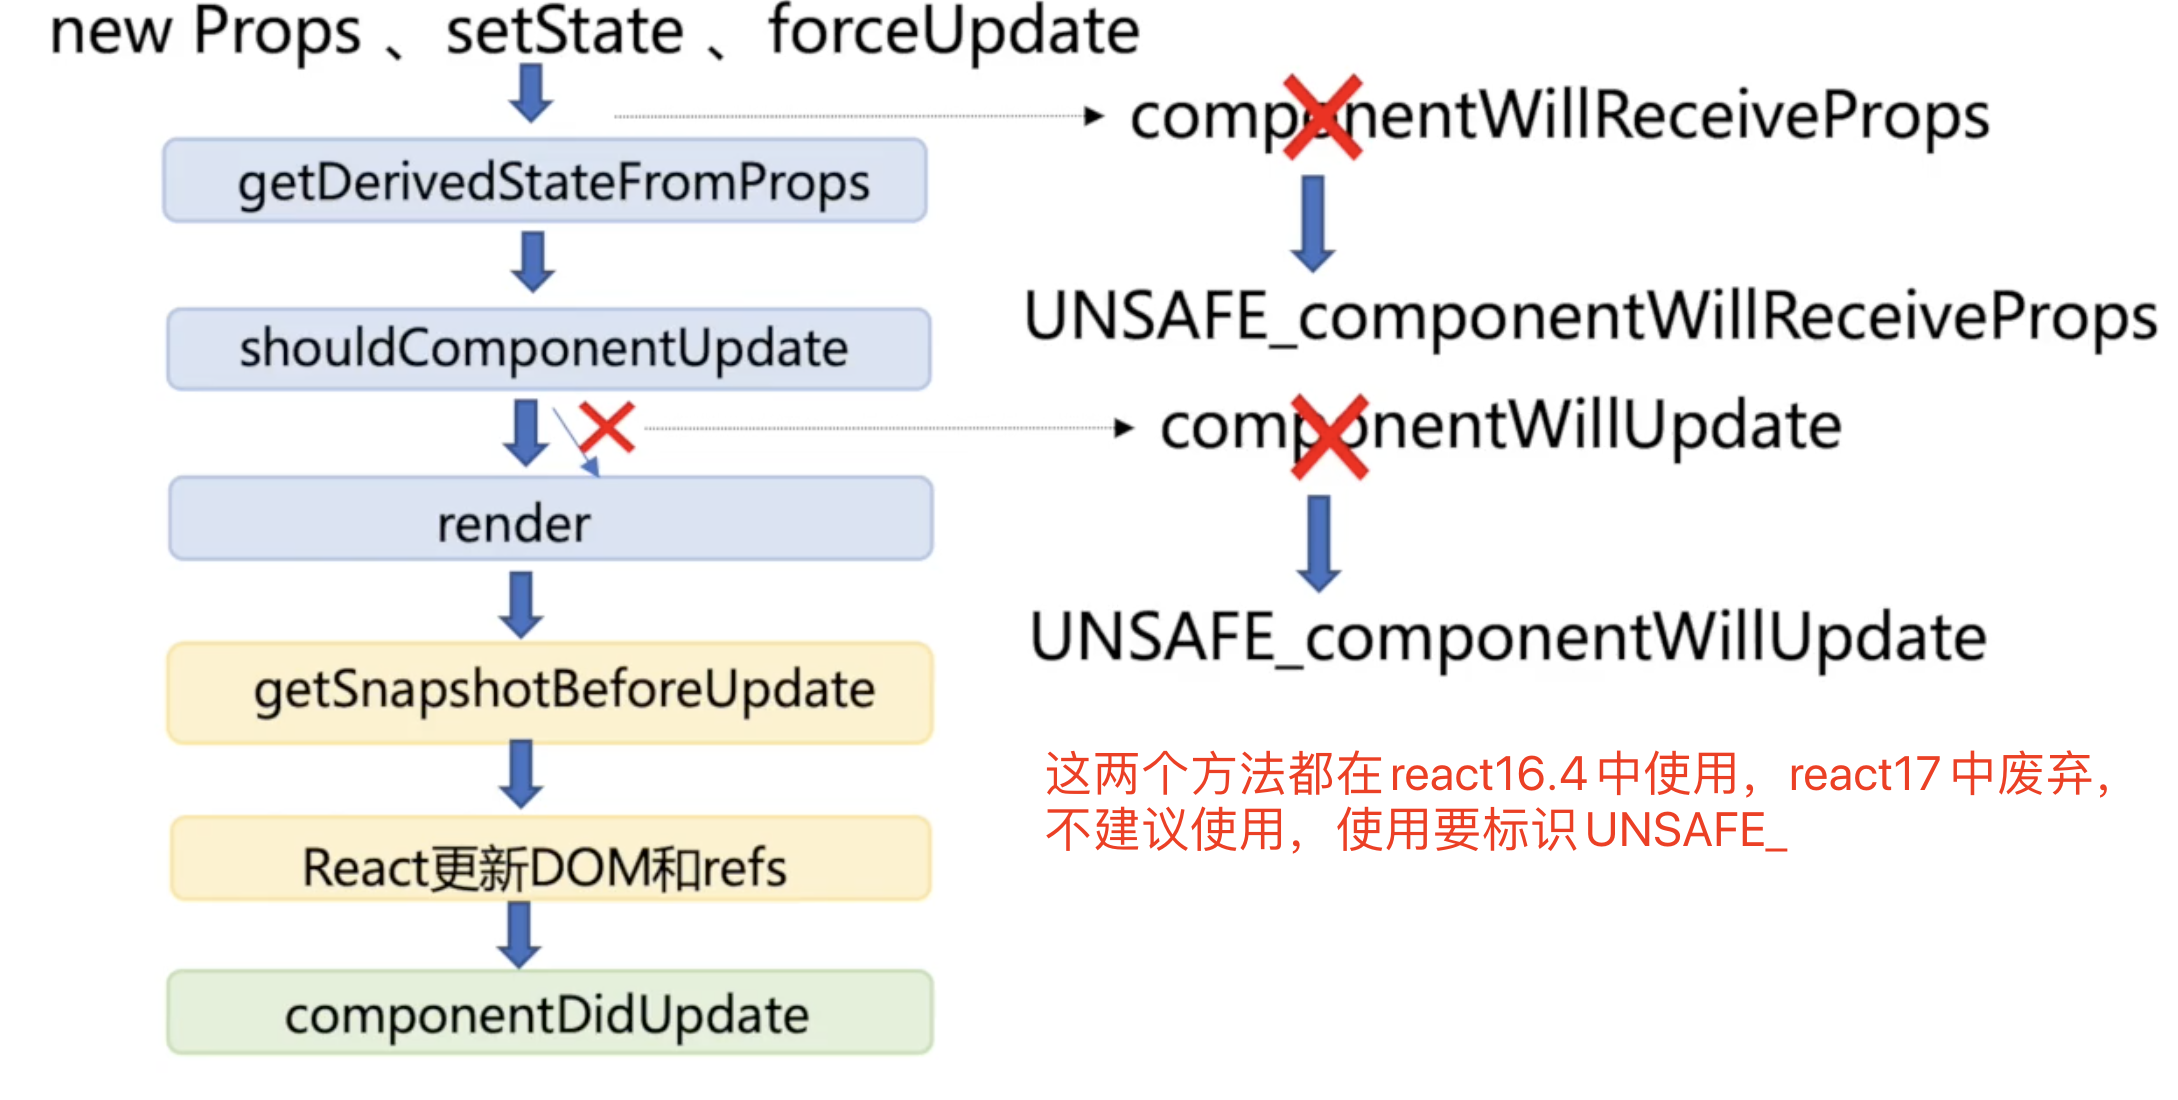 new Props 、setState 、forceUpdate
componentWillReceiveProps
getDerivedStateFromProps
UNSAFE_componentWillReceiveProps
shouldComponentUpdate
componentWillUpdate
render
UNSAFE_componentWillUpdate
getSnapshotBeforeUpdate
这两个方法都在react16.4中使用，react17中废弃，
不建议使用，使用要标识UNSAFE_
React更新DOM和refs
componentDidUpdate